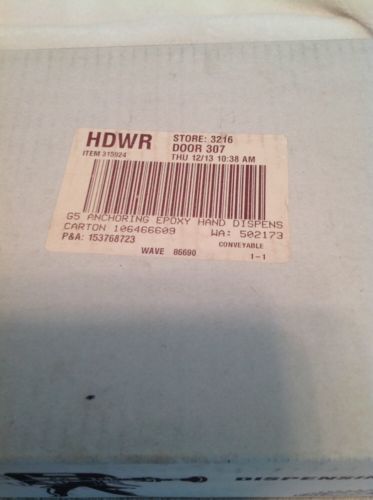 HDWR STORE: 3216
DOOR 307
ITEM 315924 THU 12/13 10:38 AM
G5 ANCHORING EPOXY HAND DISPENS
CARTON 106466609 WA: 502173
P&A: 153768723 CONVEYABLE
WAVE 86690 1-1